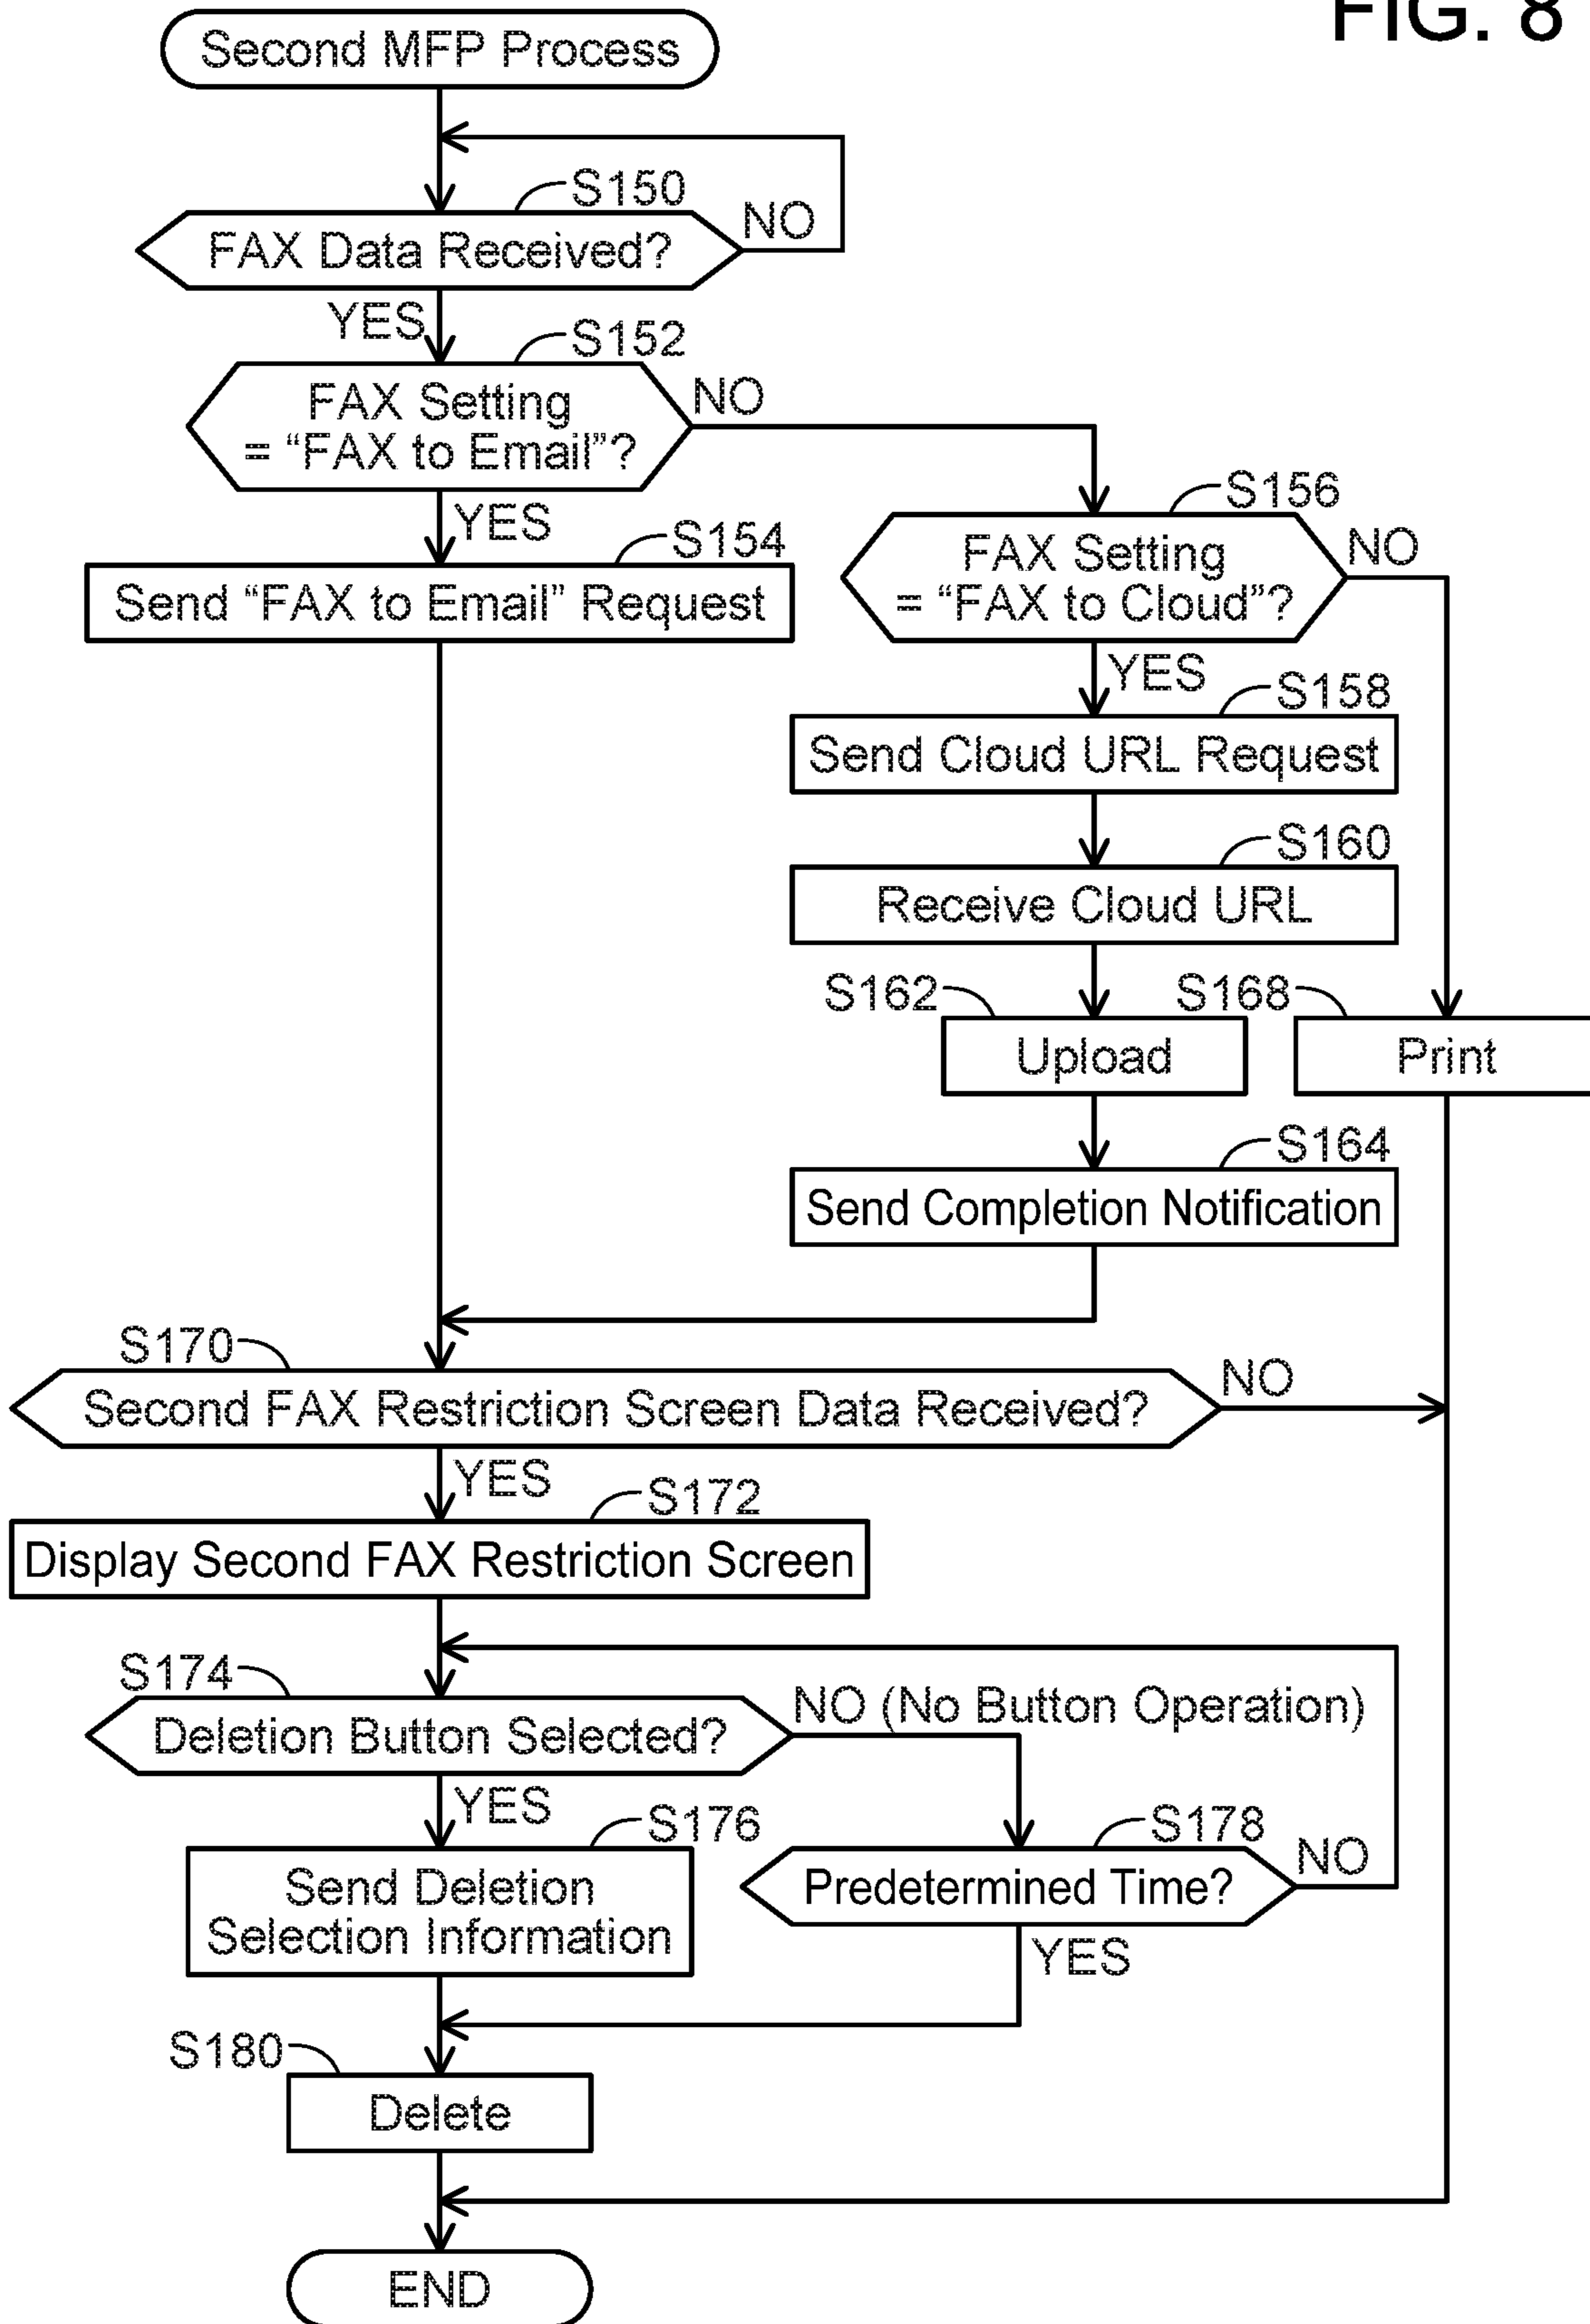 FIG. 8
Second MFP Process
S150
FAX Data Received?
NO
YES
S152
FAX Setting
= “FAX to Email”?
NO
YES
S154
Send “FAX to Email” Request
S156
FAX Setting
= “FAX to Cloud”?
NO
YES
S158
Send Cloud URL Request
S160
Receive Cloud URL
S162
Upload
S168
Print
S164
Send Completion Notification
S170
Second FAX Restriction Screen Data Received?
NO
YES
S172
Display Second FAX Restriction Screen
S174
Deletion Button Selected?
NO (No Button Operation)
YES
S176
Send Deletion
Selection Information
S178
Predetermined Time?
NO
YES
S180
Delete
END